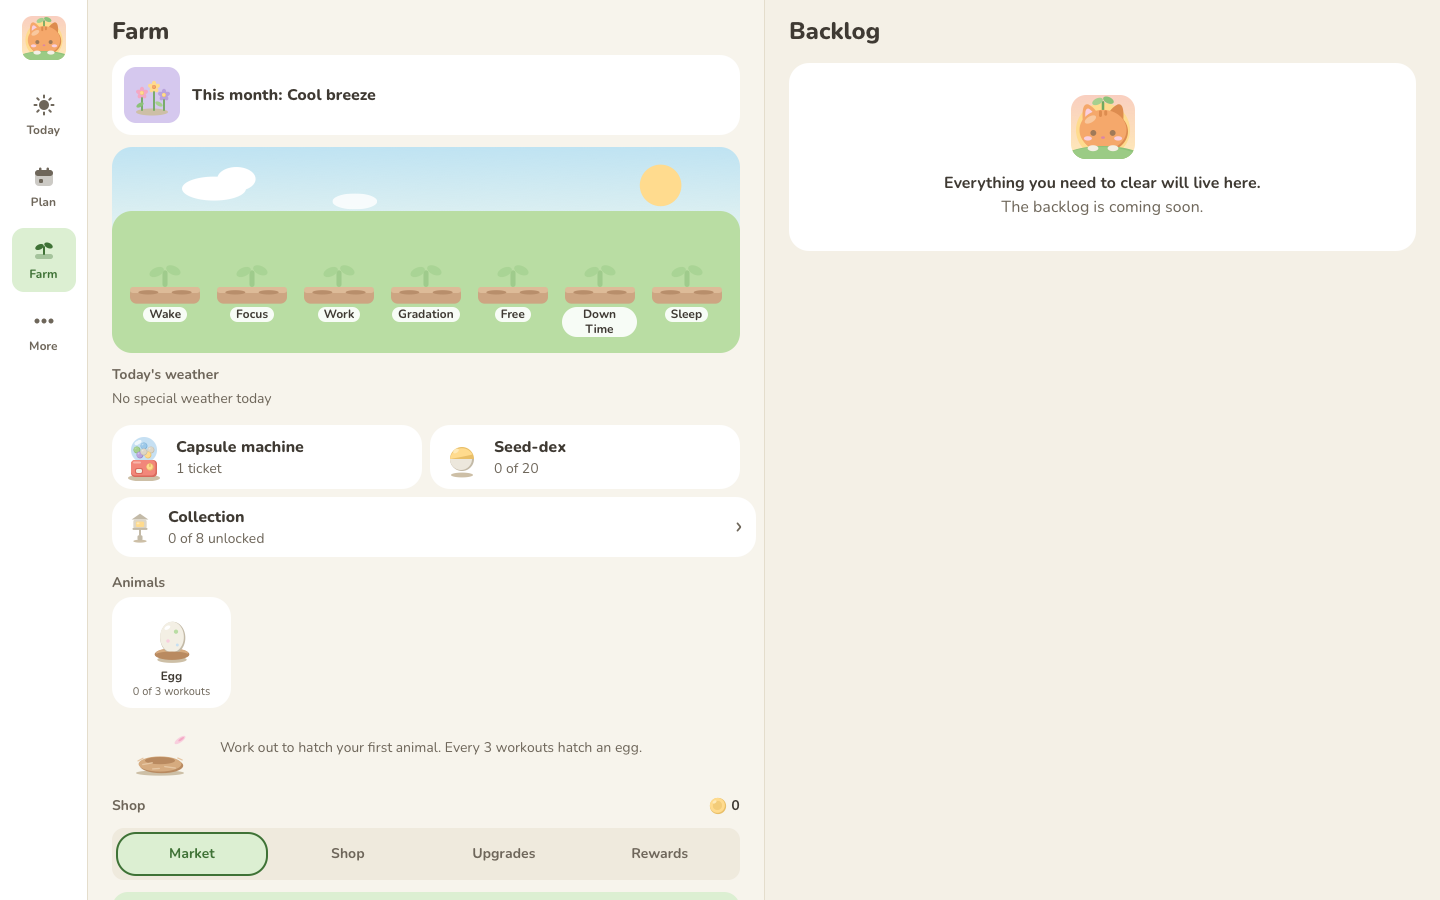 Today
Plan
Farm
More
Farm
This month: Cool breeze
Wake
Focus
Work
Gradation
Free
Down
Time
Sleep
Today's weather
No special weather today
Capsule machine
1 ticket
Seed-dex
0 of 20
Collection
0 of 8 unlocked
Animals
Egg
0 of 3 workouts
Work out to hatch your first animal. Every 3 workouts hatch an egg.
Shop
0
Market
Shop
Upgrades
Rewards
Backlog
Everything you need to clear will live here.
The backlog is coming soon.